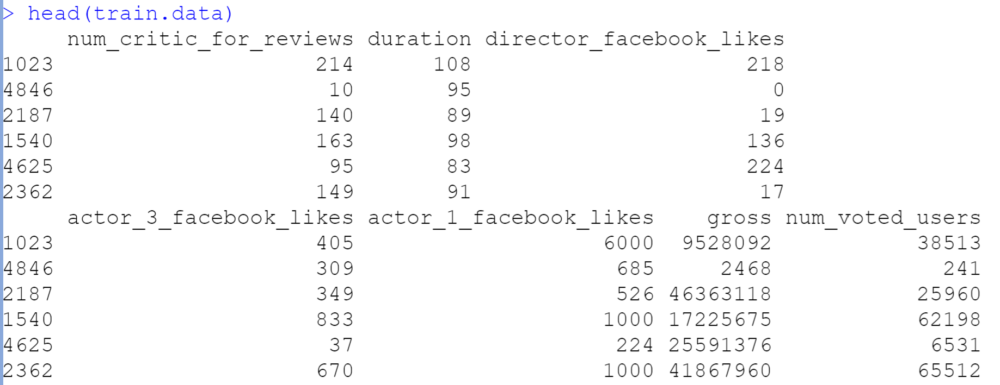 > head(train.data)
num_critic_for_reviews duration director_facebook_likes
1023 214 108 218
4846 10 95 0
2187 140 89 19
1540 163 98 136
4625 95 83 224
2362 149 91 17
actor_3_facebook_likes actor_1_facebook_likes gross num_voted_users
1023 405 6000 9528092 38513
4846 309 685 2468 241
2187 349 526 46363118 25960
1540 833 1000 17225675 62198
4625 37 224 25591376 6531
2362 670 1000 41867960 65512